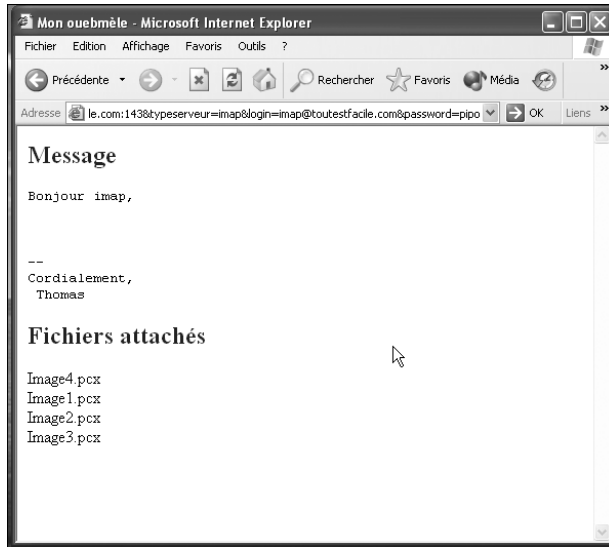 Mon ouebmèle - Microsoft Internet Explorer
Fichier Edition Affichage Favoris Outils ?
Précédente Rechercher Favoris Média »
Adresse le.com:143&typeserveur=imap&login=imap@toutestfacile.com&password=pipo OK Liens »
Message
Bonjour imap,
--
Cordialement,
Thomas
Fichiers attachés
Image4.pcx
Image1.pcx
Image2.pcx
Image3.pcx